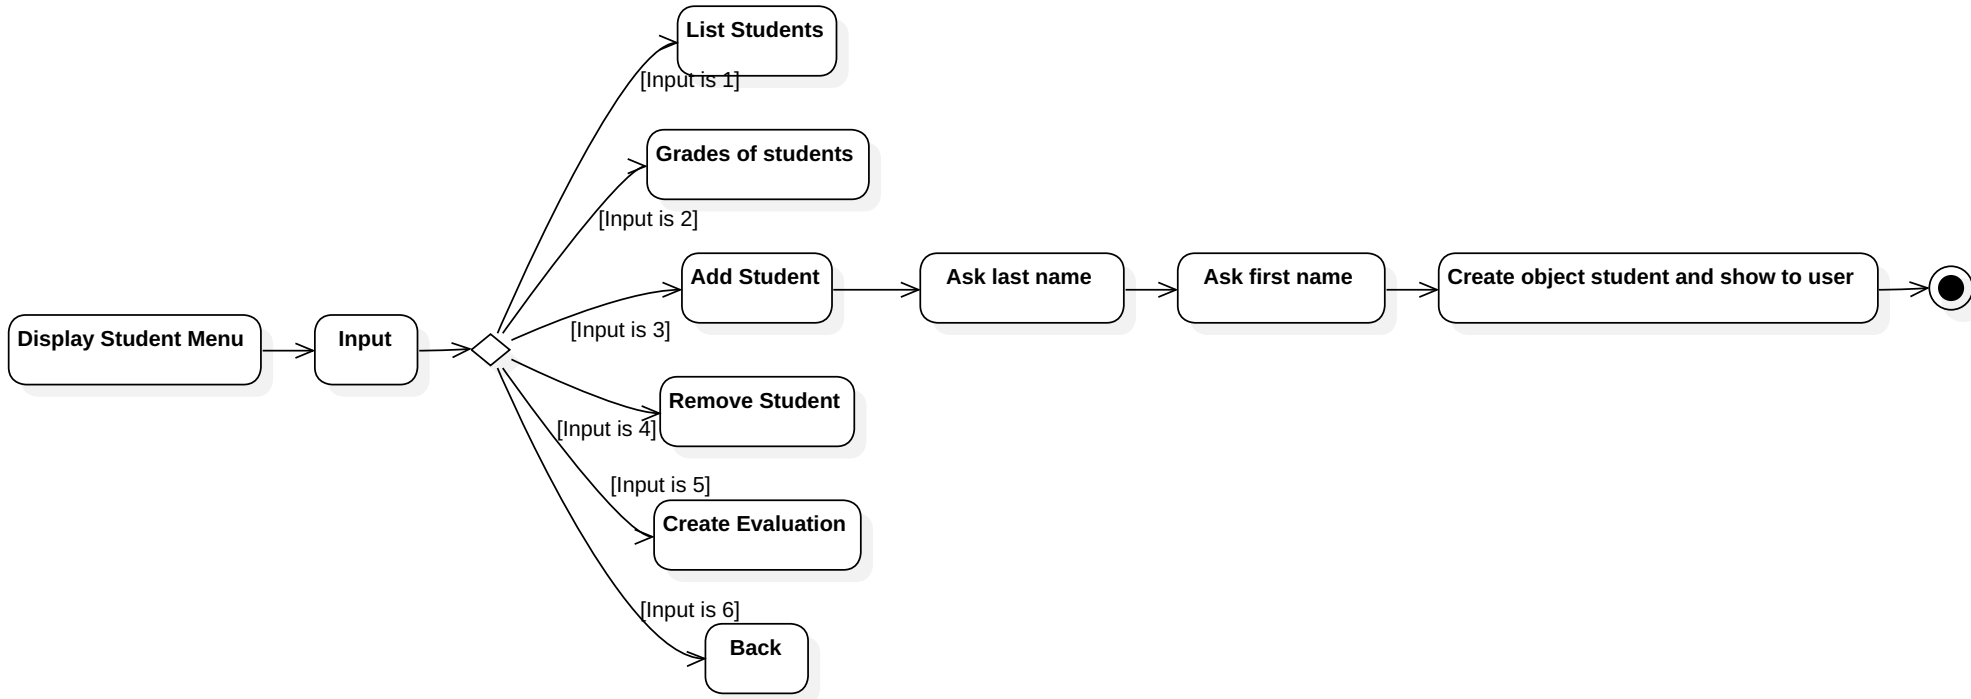 List Students
[Input is 1]
Grades of students
[Input is 2]
Add Student
Ask last name
Ask first name
Create object student and show to user
[Input is 3]
Display Student Menu
Input
Remove Student
[Input is 4]
[Input is 5]
Create Evaluation
[Input is 6]
Back